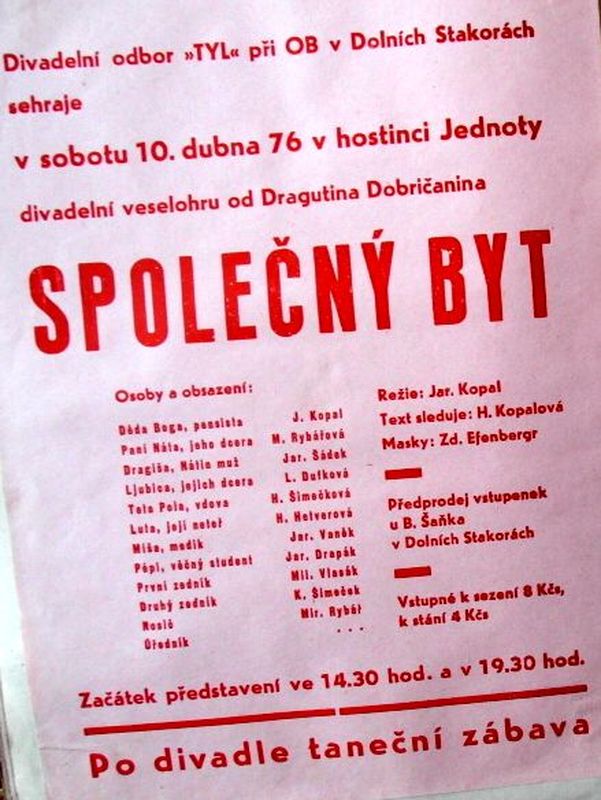 Divadelní odbor »TYL« při OB v Dolních Stakorách
sehraje
v sobotu 10. dubna 76 v hostinci Jednoty
divadelní veselohru od Dragutina Dobričanina
SPOLEČNÝ BYT
Osoby a obsazení:
Děda Boga, pensista J. Kopal
Paní Náta, jeho dcera M. Rybářová
Dragiša, Nátin muž Jar. Šádek
Ljubica, jejich dcera L. Dufková
Teta Pola, vdova H. Šimečková
Luta, její neteř H. Helverová
Miša, medik Jar. Vaněk
Pépi, věčný student Jar. Drapák
První zedník Mil. Vlasák
Druhý zedník K. Šimeček
Nosič Mir. Rybář
Úředník . . .
Režie: Jar. Kopal
Text sleduje: H. Kopalová
Masky: Zd. Efenbergr
Předprodej vstupenek
u B. Šaňka
v Dolních Stakorách
Vstupné k sezení 8 Kčs,
k stání 4 Kčs
Začátek představení ve 14.30 hod. a v 19.30 hod.
Po divadle taneční zábava